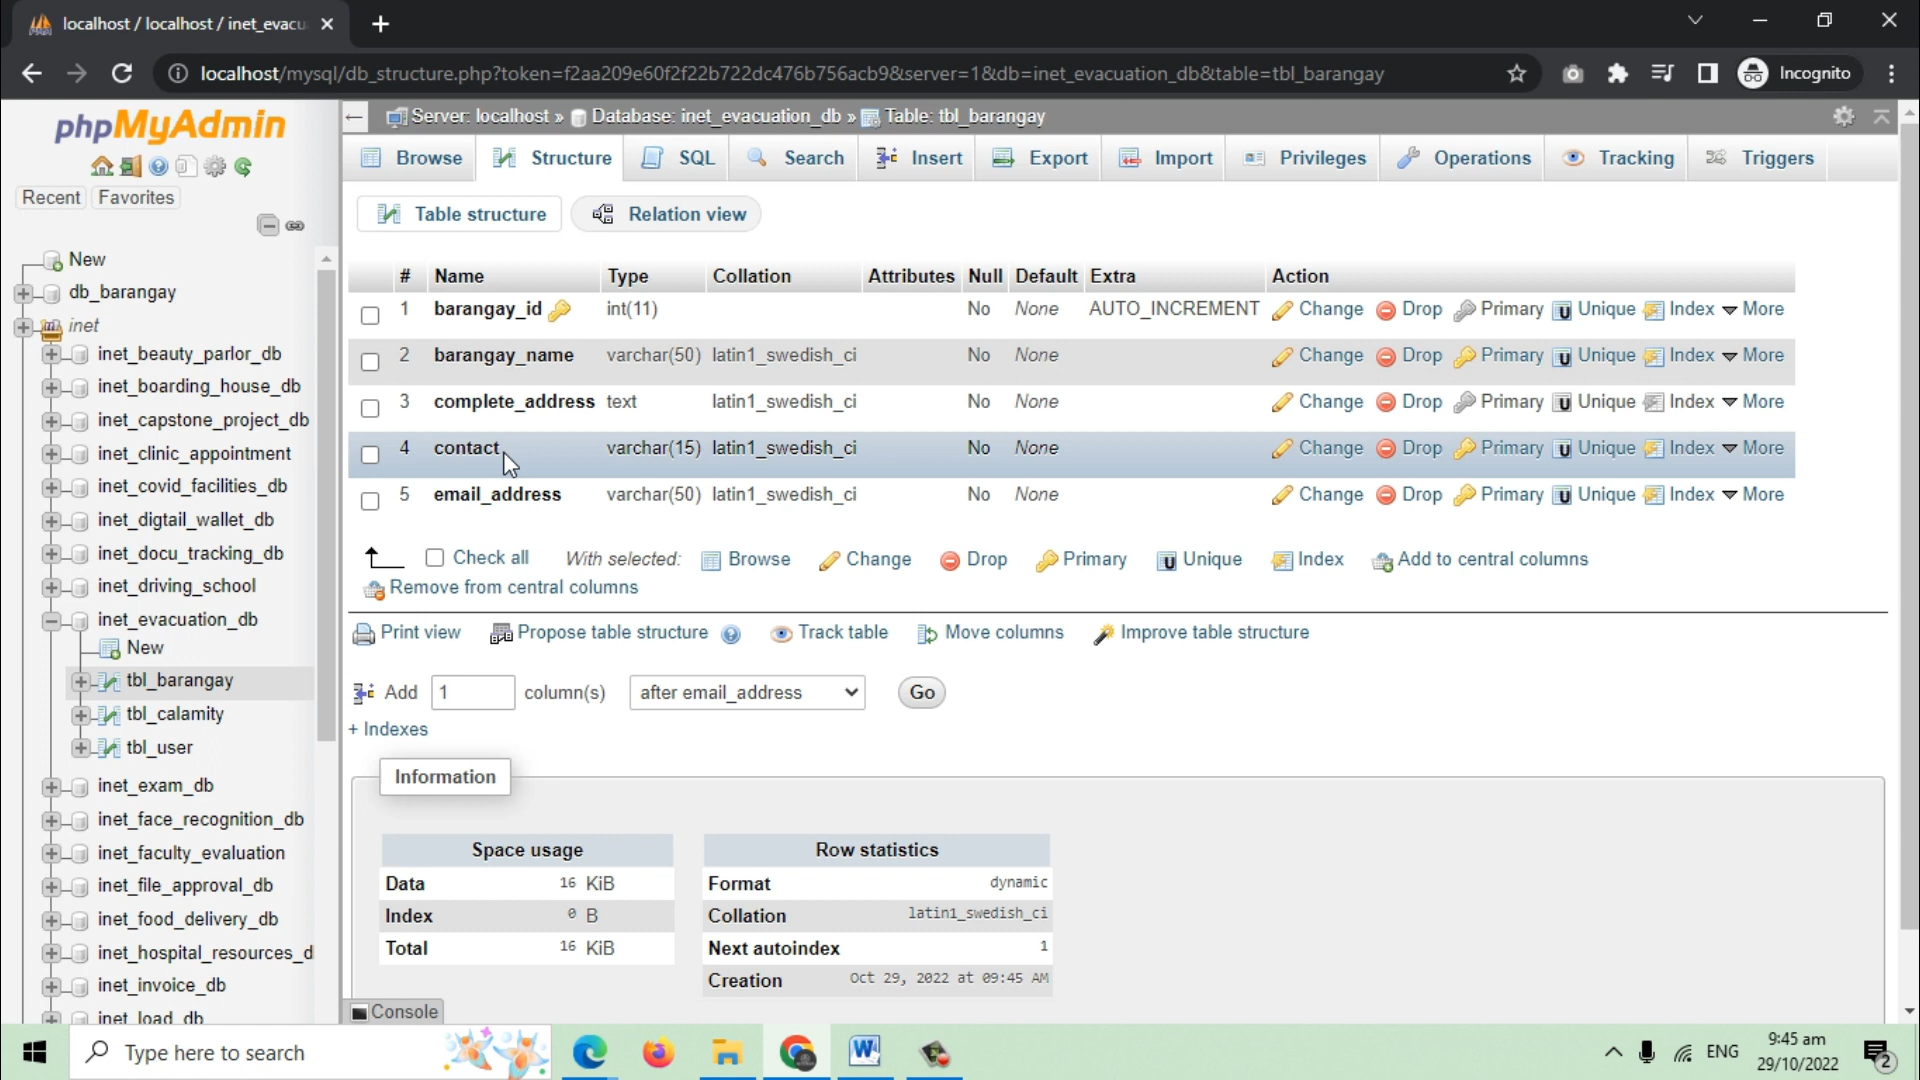 localhost / localhost / inet_evacu
localhost/mysql/db_structure.php?token=f2aa209e60f2f22b722dc476b756acb9&server=1&db=inet_evacuation_db&table=tbl_barangay
Incognito
phpMyAdmin
Recent Favorites
New
db_barangay
inet
inet_beauty_parlor_db
inet_boarding_house_db
inet_capstone_project_db
inet_clinic_appointment
inet_covid_facilities_db
inet_digtail_wallet_db
inet_docu_tracking_db
inet_driving_school
inet_evacuation_db
New
tbl_barangay
tbl_calamity
tbl_user
inet_exam_db
inet_face_recognition_db
inet_faculty_evaluation
inet_file_approval_db
inet_food_delivery_db
inet_hospital_resources_d
inet_invoice_db
inet_load_db
Server: localhost » Database: inet_evacuation_db » Table: tbl_barangay
Browse Structure SQL Search Insert Export Import Privileges Operations Tracking Triggers
Table structure Relation view
# Name Type Collation Attributes Null Default Extra Action
1 barangay_id int(11) No None AUTO_INCREMENT Change Drop Primary Unique Index More
2 barangay_name varchar(50) latin1_swedish_ci No None Change Drop Primary Unique Index More
3 complete_address text latin1_swedish_ci No None Change Drop Primary Unique Index More
4 contact varchar(15) latin1_swedish_ci No None Change Drop Primary Unique Index More
5 email_address varchar(50) latin1_swedish_ci No None Change Drop Primary Unique Index More
Check all With selected: Browse Change Drop Primary Unique Index Add to central columns
Remove from central columns
Print view Propose table structure Track table Move columns Improve table structure
Add 1 column(s) after email_address Go
+ Indexes
Information
Space usage
Data 16 KiB
Index 0 B
Total 16 KiB
Row statistics
Format dynamic
Collation latin1_swedish_ci
Next autoindex 1
Creation Oct 29, 2022 at 09:45 AM
Console
Type here to search
ENG
9:45 am
29/10/2022
2